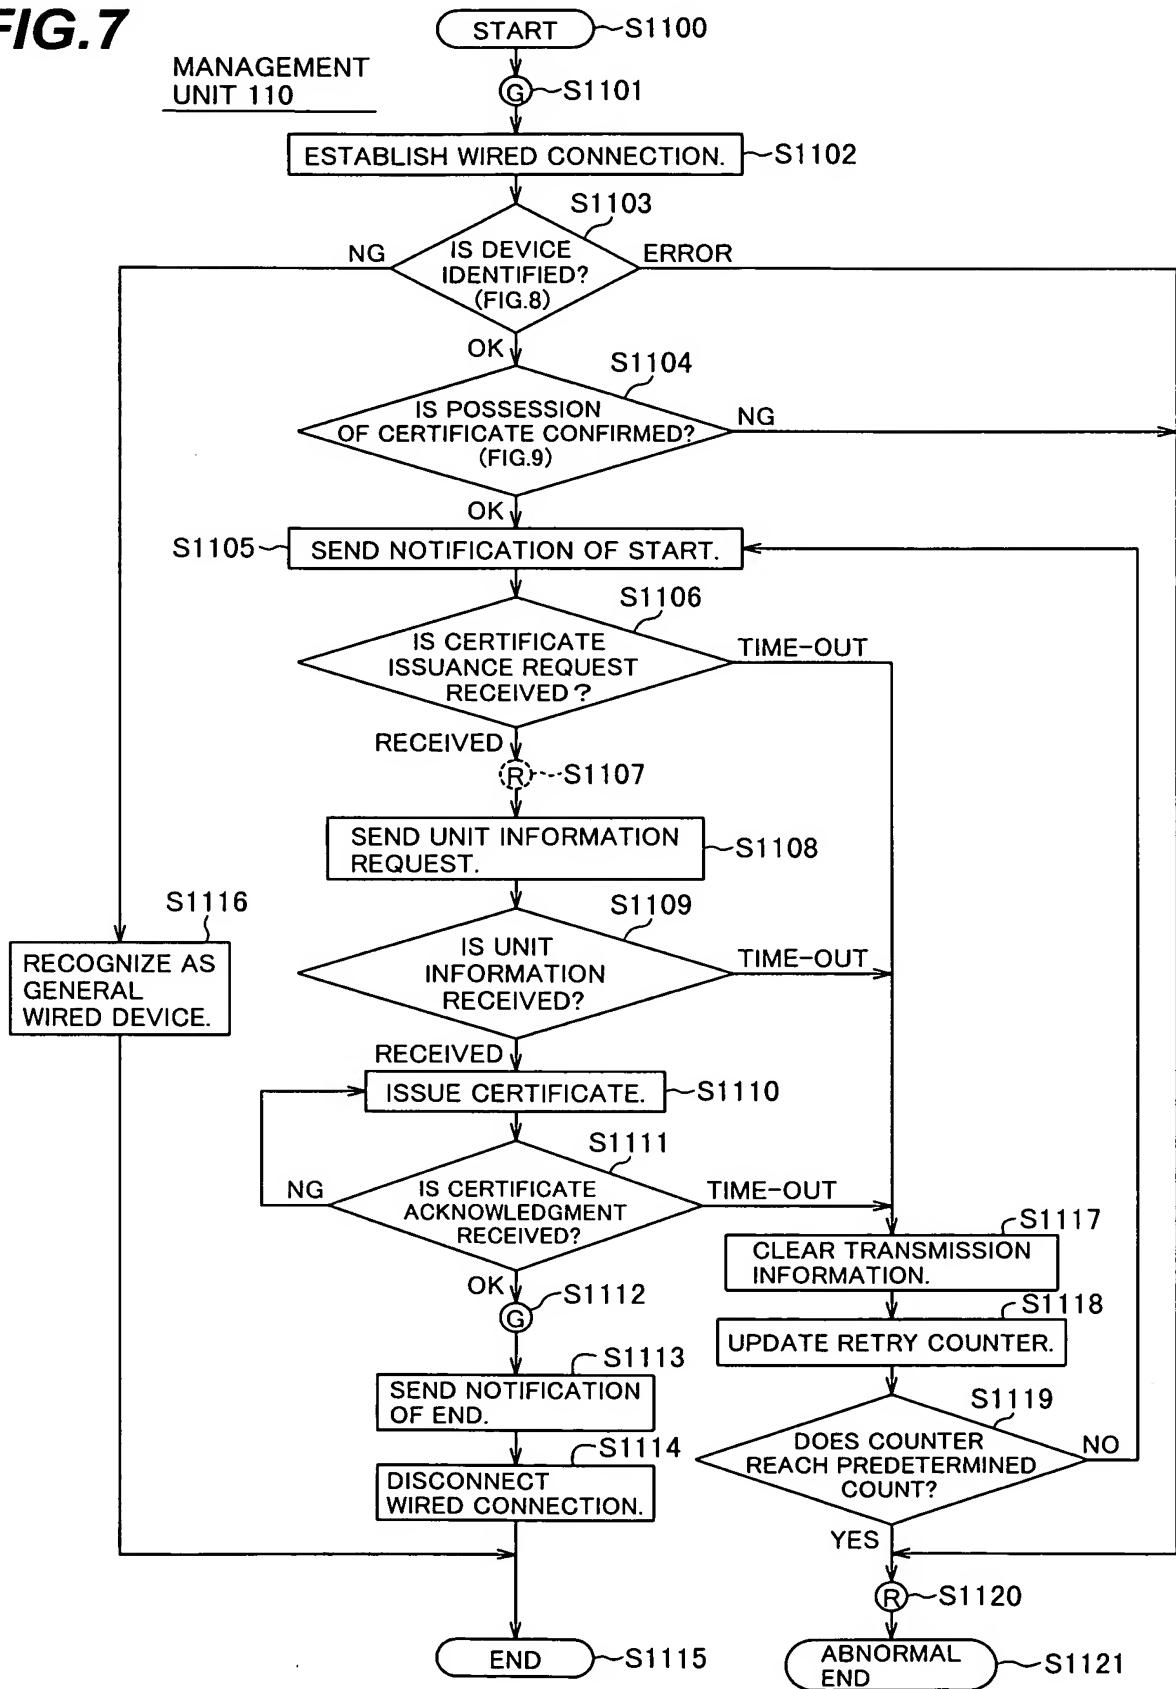 FIG.7
START S1100
MANAGEMENT
UNIT 110
G S1101
ESTABLISH WIRED CONNECTION. S1102
S1103
NG IS DEVICE ERROR
IDENTIFIED?
(FIG.8)
OK
S1104
IS POSSESSION NG
OF CERTIFICATE CONFIRMED?
(FIG.9)
OK
S1105 SEND NOTIFICATION OF START.
S1106
IS CERTIFICATE TIME-OUT
ISSUANCE REQUEST
RECEIVED?
RECEIVED
R S1107
SEND UNIT INFORMATION
REQUEST. S1108
S1116
S1109
RECOGNIZE AS
GENERAL
WIRED DEVICE.
IS UNIT TIME-OUT
INFORMATION
RECEIVED?
RECEIVED
ISSUE CERTIFICATE. S1110
S1111
NG IS CERTIFICATE TIME-OUT
ACKNOWLEDGMENT
RECEIVED?
S1117
CLEAR TRANSMISSION
INFORMATION.
OK
G S1112
S1118
UPDATE RETRY COUNTER.
S1113
SEND NOTIFICATION
OF END.
S1119
DOES COUNTER NO
REACH PREDETERMINED
COUNT?
S1114
DISCONNECT
WIRED CONNECTION.
YES
R S1120
END S1115
ABNORMAL
END S1121